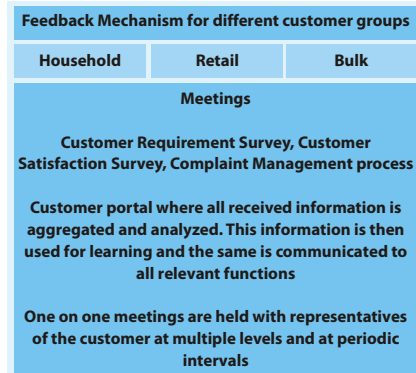 Feedback Mechanism for different customer groups
Household Retail Bulk
Meetings
Customer Requirement Survey, Customer
Satisfaction Survey, Complaint Management process
Customer portal where all received information is
aggregated and analyzed. This information is then
used for learning and the same is communicated to
all relevant functions
One on one meetings are held with representatives
of the customer at multiple levels and at periodic
intervals